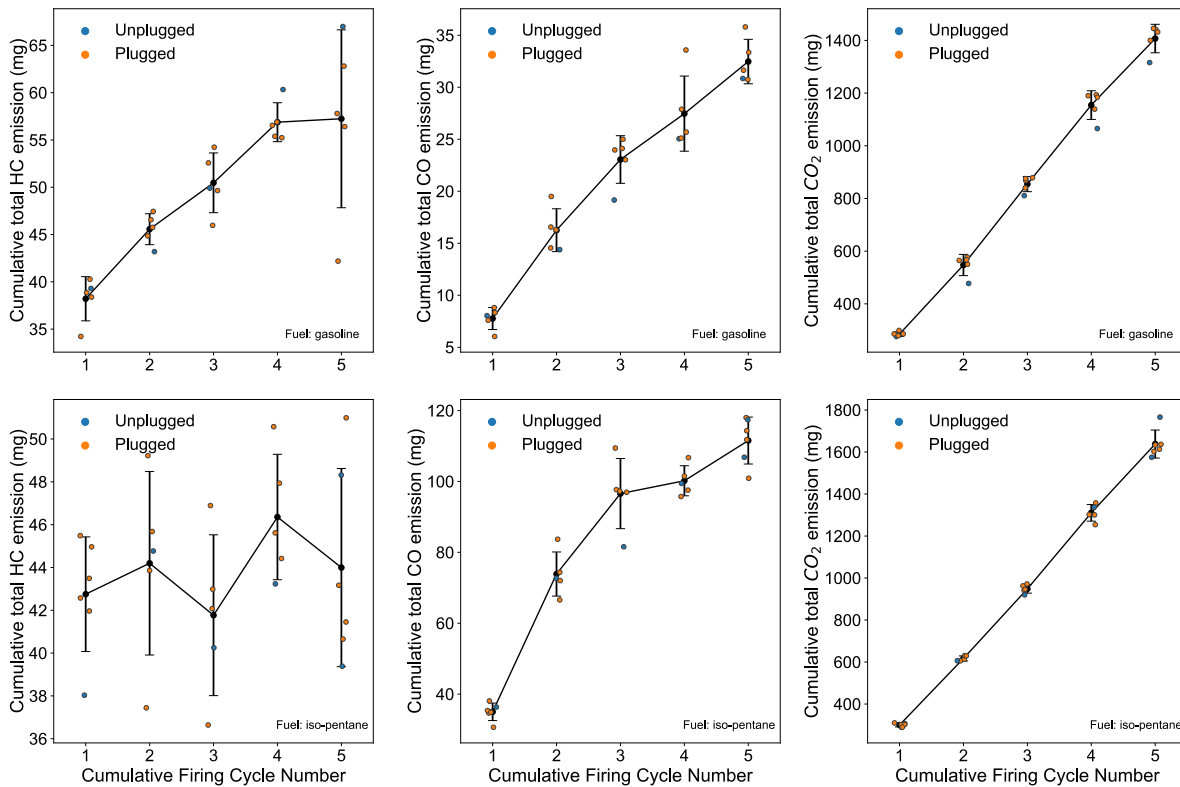 Cumulative total HC emission (mg)
65
60
55
50
45
40
35
Unplugged
Plugged
Fuel: gasoline
1 2 3 4 5
Cumulative total CO emission (mg)
35
30
25
20
15
10
5
Unplugged
Plugged
Fuel: gasoline
1 2 3 4 5
Cumulative total CO₂ emission (mg)
1400
1200
1000
800
600
400
Unplugged
Plugged
Fuel: gasoline
1 2 3 4 5
Cumulative total HC emission (mg)
50
48
46
44
42
40
38
36
Unplugged
Plugged
Fuel: iso-pentane
1 2 3 4 5
Cumulative Firing Cycle Number
Cumulative total CO emission (mg)
120
100
80
60
40
Unplugged
Plugged
Fuel: iso-pentane
1 2 3 4 5
Cumulative Firing Cycle Number
Cumulative total CO₂ emission (mg)
1800
1600
1400
1200
1000
800
600
400
Unplugged
Plugged
Fuel: iso-pentane
1 2 3 4 5
Cumulative Firing Cycle Number